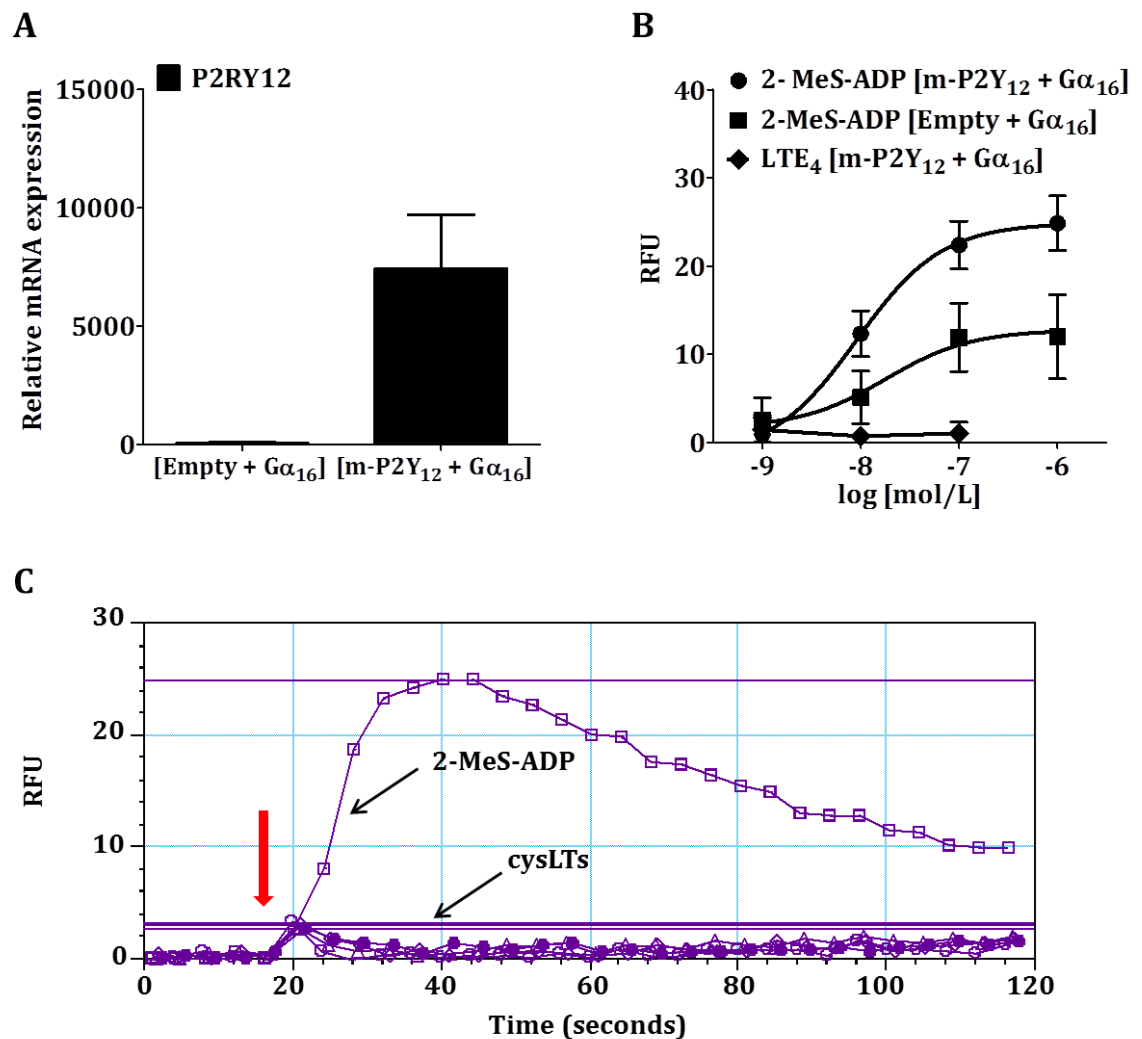 A
P2RY12
15000
10000
5000
0
Relative mRNA expression
[Empty + Gα16] [m-P2Y12 + Gα16]
B
2- MeS-ADP [m-P2Y12 + Gα16]
2-MeS-ADP [Empty + Gα16]
LTE4 [m-P2Y12 + Gα16]
40
30
20
10
0
RFU
-9 -8 -7 -6
log [mol/L]
C
30
20
10
0
RFU
2-MeS-ADP
cysLTs
0 20 40 60 80 100 120
Time (seconds)